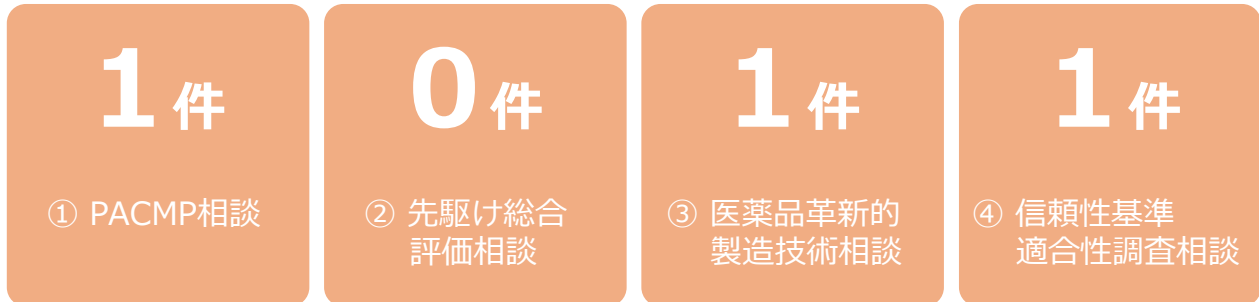 1 件
① PACMP相談
0 件
② 先駆け総合
評価相談
1 件
③ 医薬品革新的
製造技術相談
1 件
④ 信頼性基準
適合性調査相談